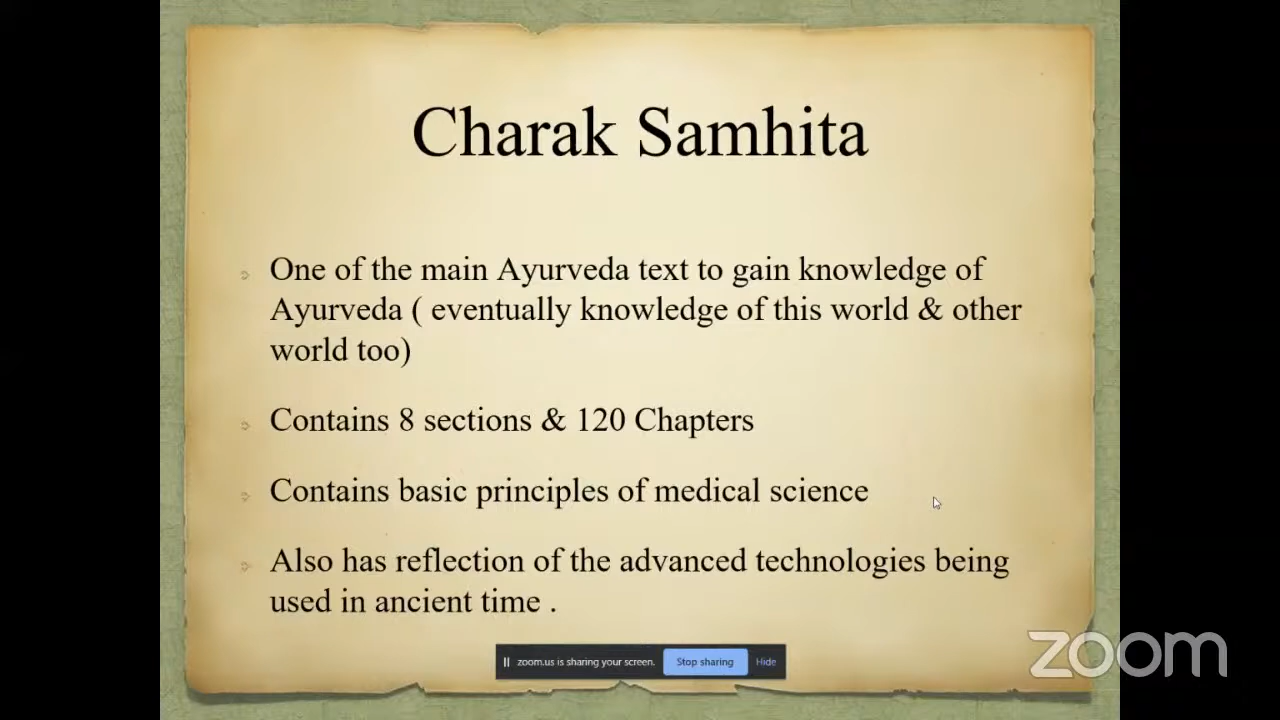 Charak Samhita
One of the main Ayurveda text to gain knowledge of
Ayurveda ( eventually knowledge of this world & other
world too)
Contains 8 sections & 120 Chapters
Contains basic principles of medical science
Also has reflection of the advanced technologies being
used in ancient time .
zoom.us is sharing your screen. Stop sharing Hide
zoom